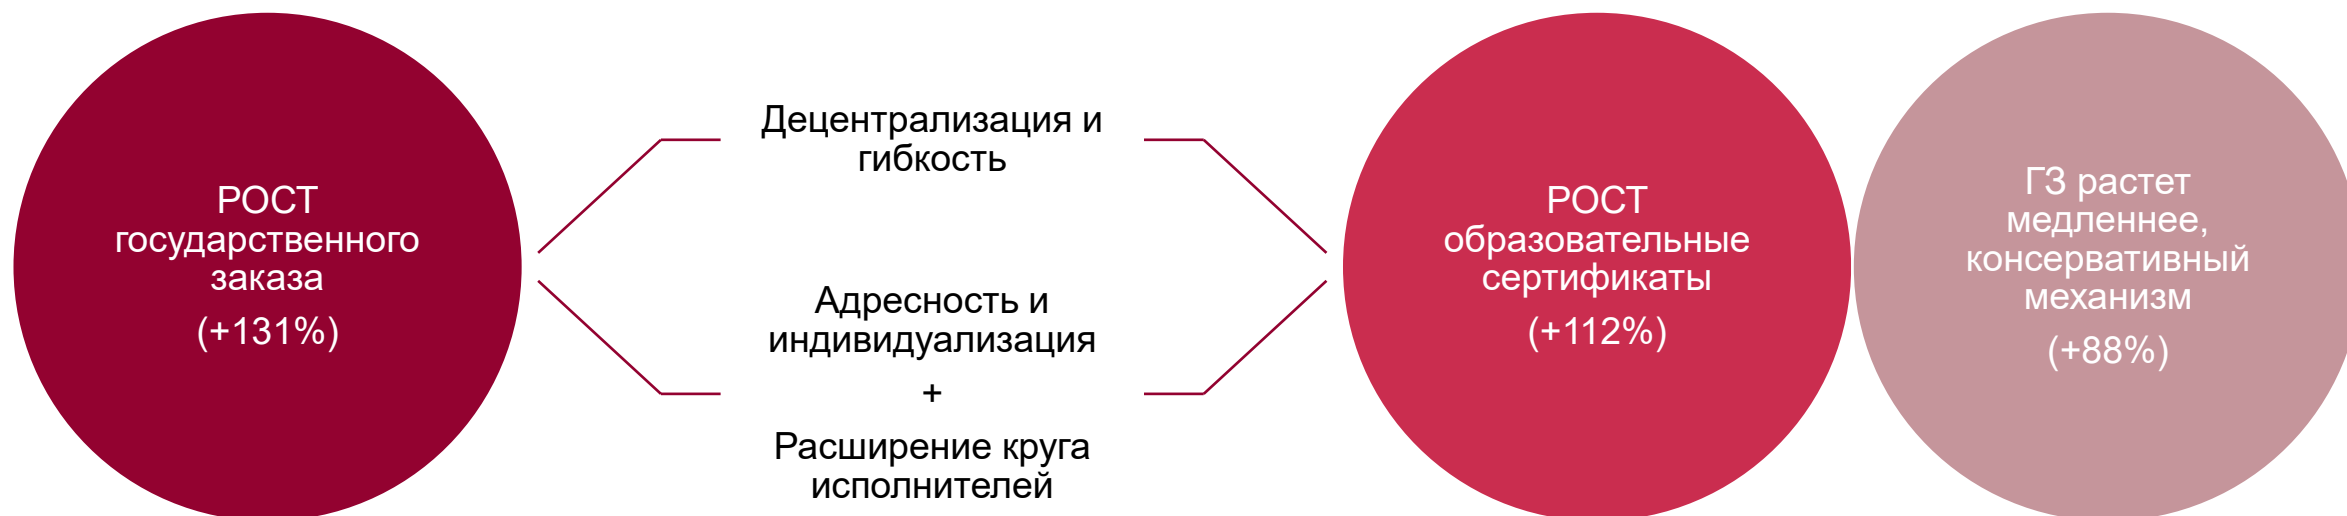 РОСТ
государственного
заказа
(+131%)
Децентрализация и
гибкость
Адресность и
индивидуализация
+
Расширение круга
исполнителей
РОСТ
образовательные
сертификаты
(+112%)
ГЗ растет
медленнее,
консервативный
механизм
(+88%)